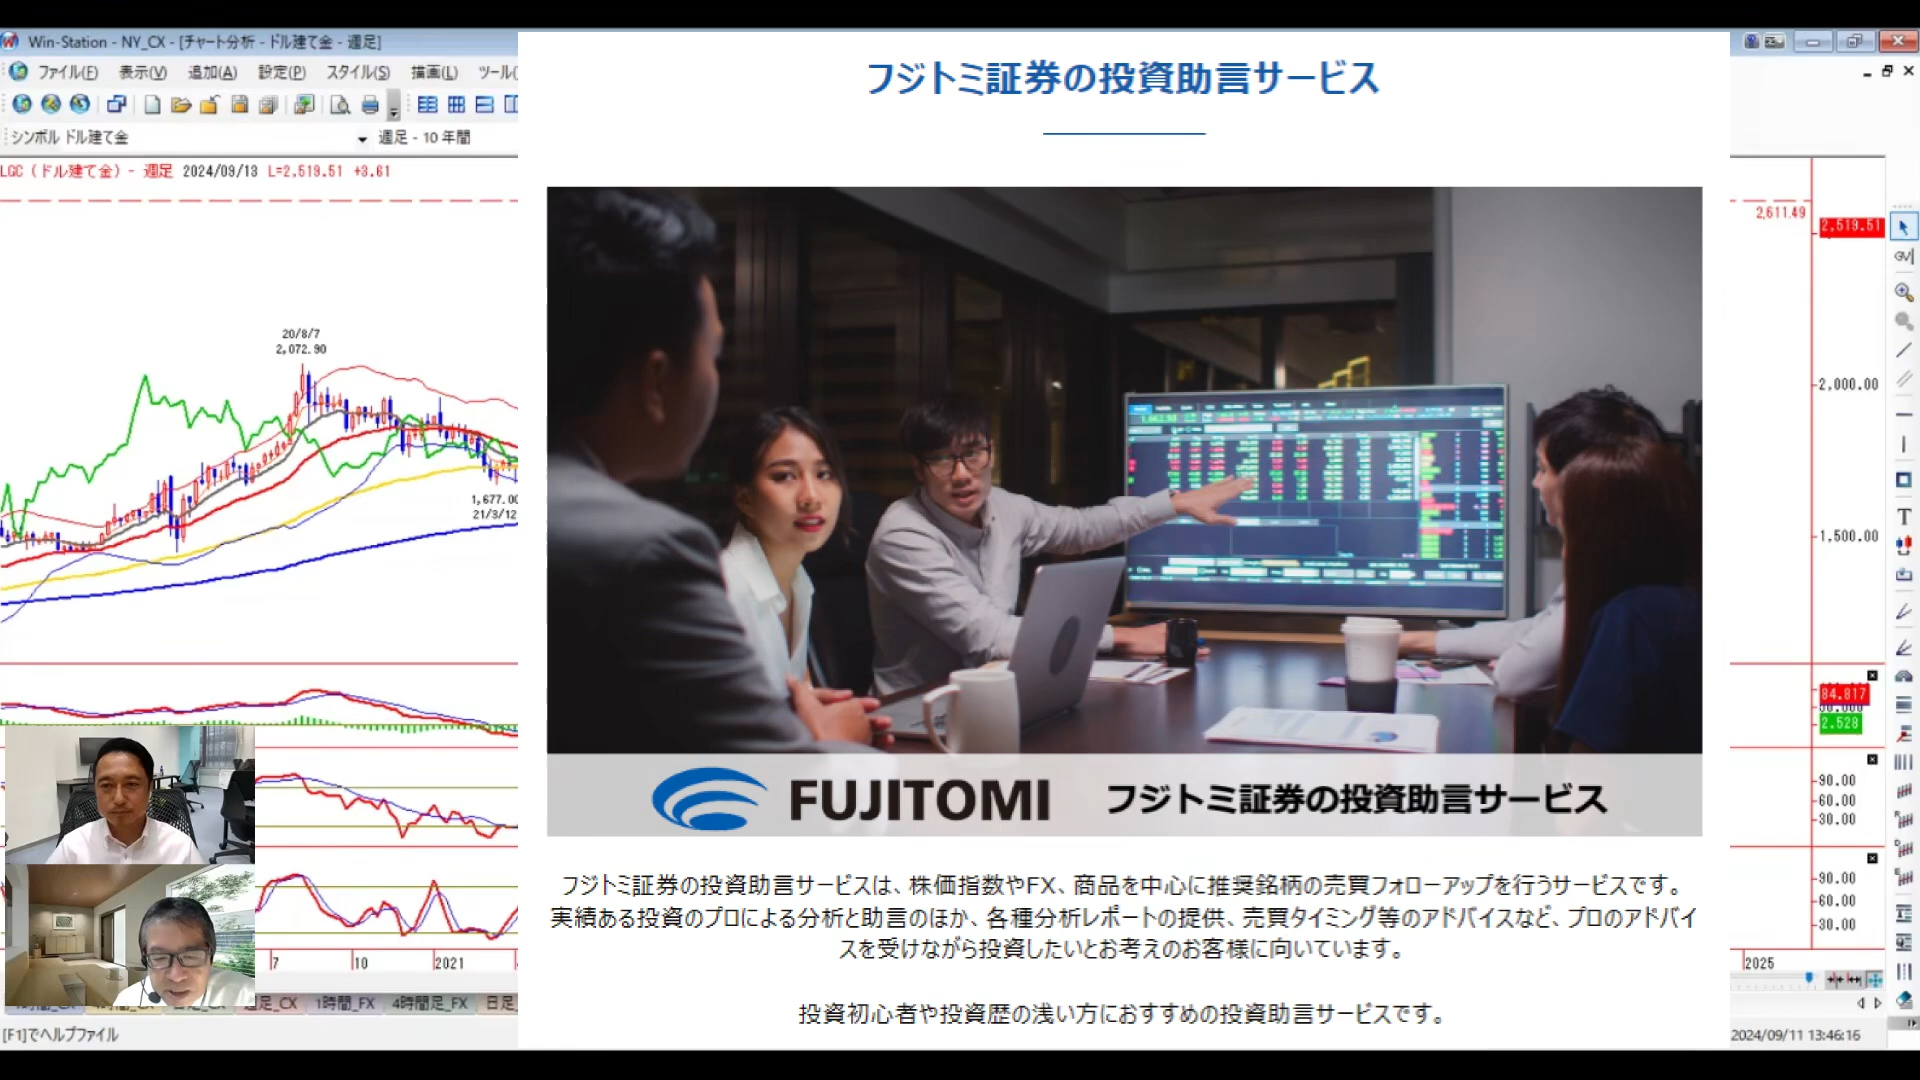 Win-Station - NY_CX - [チャート分析 - ドル建て金 - 週足]
ファイル(F) 表示(V) 追加(A) 設定(P) スタイル(S) 描画(L) ツール(
シンボル ドル建て金 週足 - 10 年間
LGC (ドル建て金) - 週足 2024/09/13 L=2,519.51 +3.61
20/8/7
2,072.90
1,677.00
21/3/12
7 10 2021
足_CX 1時間_FX 4時間足_FX 日足_
[F1]でヘルプファイル
フジトミ証券の投資助言サービス
FUJITOMI フジトミ証券の投資助言サービス
フジトミ証券の投資助言サービスは、株価指数やFX、商品を中心に推奨銘柄の売買フォローアップを行うサービスです。
実績ある投資のプロによる分析と助言のほか、各種分析レポートの提供、売買タイミング等のアドバイスなど、プロのアドバイ
スを受けながら投資したいとお考えのお客様に向いています。
投資初心者や投資歴の浅い方におすすめの投資助言サービスです。
2,611.49
2,519.51
2,000.00
1,500.00
84.817
2.528
90.00
60.00
30.00
90.00
60.00
30.00
2025
2024/09/11 13:46:16